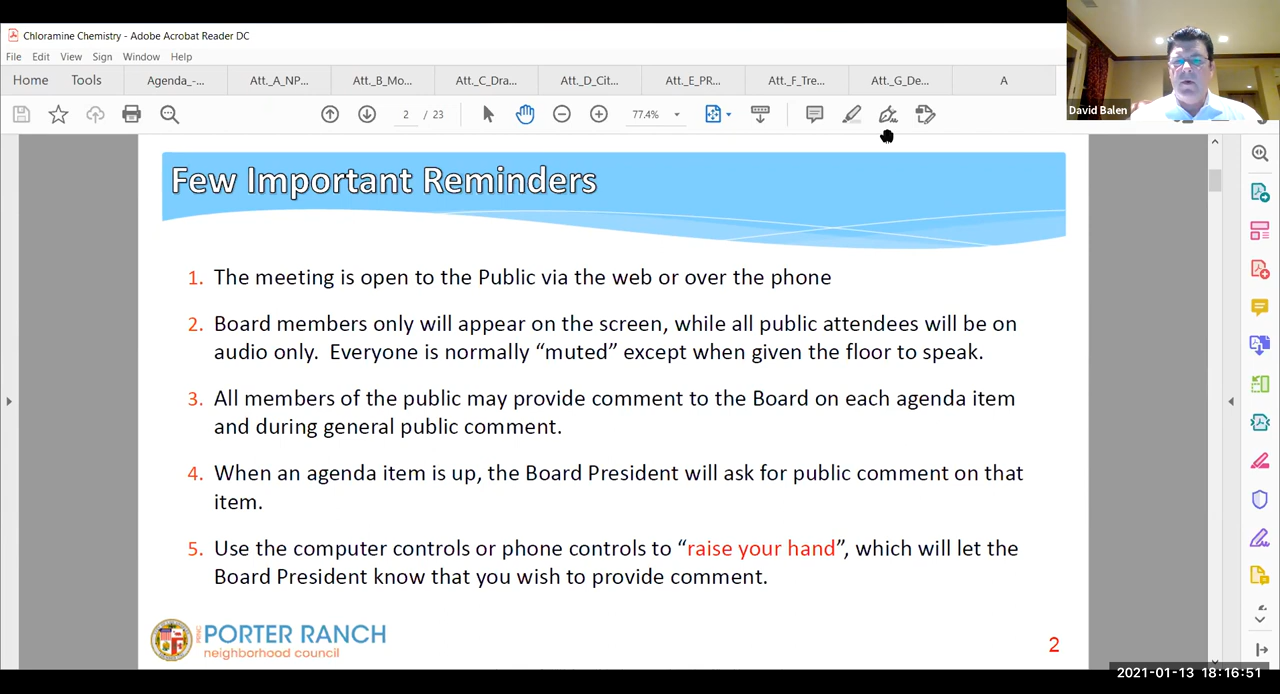 Chloramine Chemistry - Adobe Acrobat Reader DC
File Edit View Sign Window Help
Home Tools Agenda_-... Att._A_NP... Att._B_Mo... Att._C_Dra... Att._D_Cit... Att._E_PR... Att._F_Tre... Att._G_De... A
2 / 23 77.4%
David Balen
Few Important Reminders
1. The meeting is open to the Public via the web or over the phone
2. Board members only will appear on the screen, while all public attendees will be on
audio only. Everyone is normally “muted” except when given the floor to speak.
3. All members of the public may provide comment to the Board on each agenda item
and during general public comment.
4. When an agenda item is up, the Board President will ask for public comment on that
item.
5. Use the computer controls or phone controls to “raise your hand”, which will let the
Board President know that you wish to provide comment.
PORTER RANCH
neighborhood council
2
2021-01-13 18:16:51